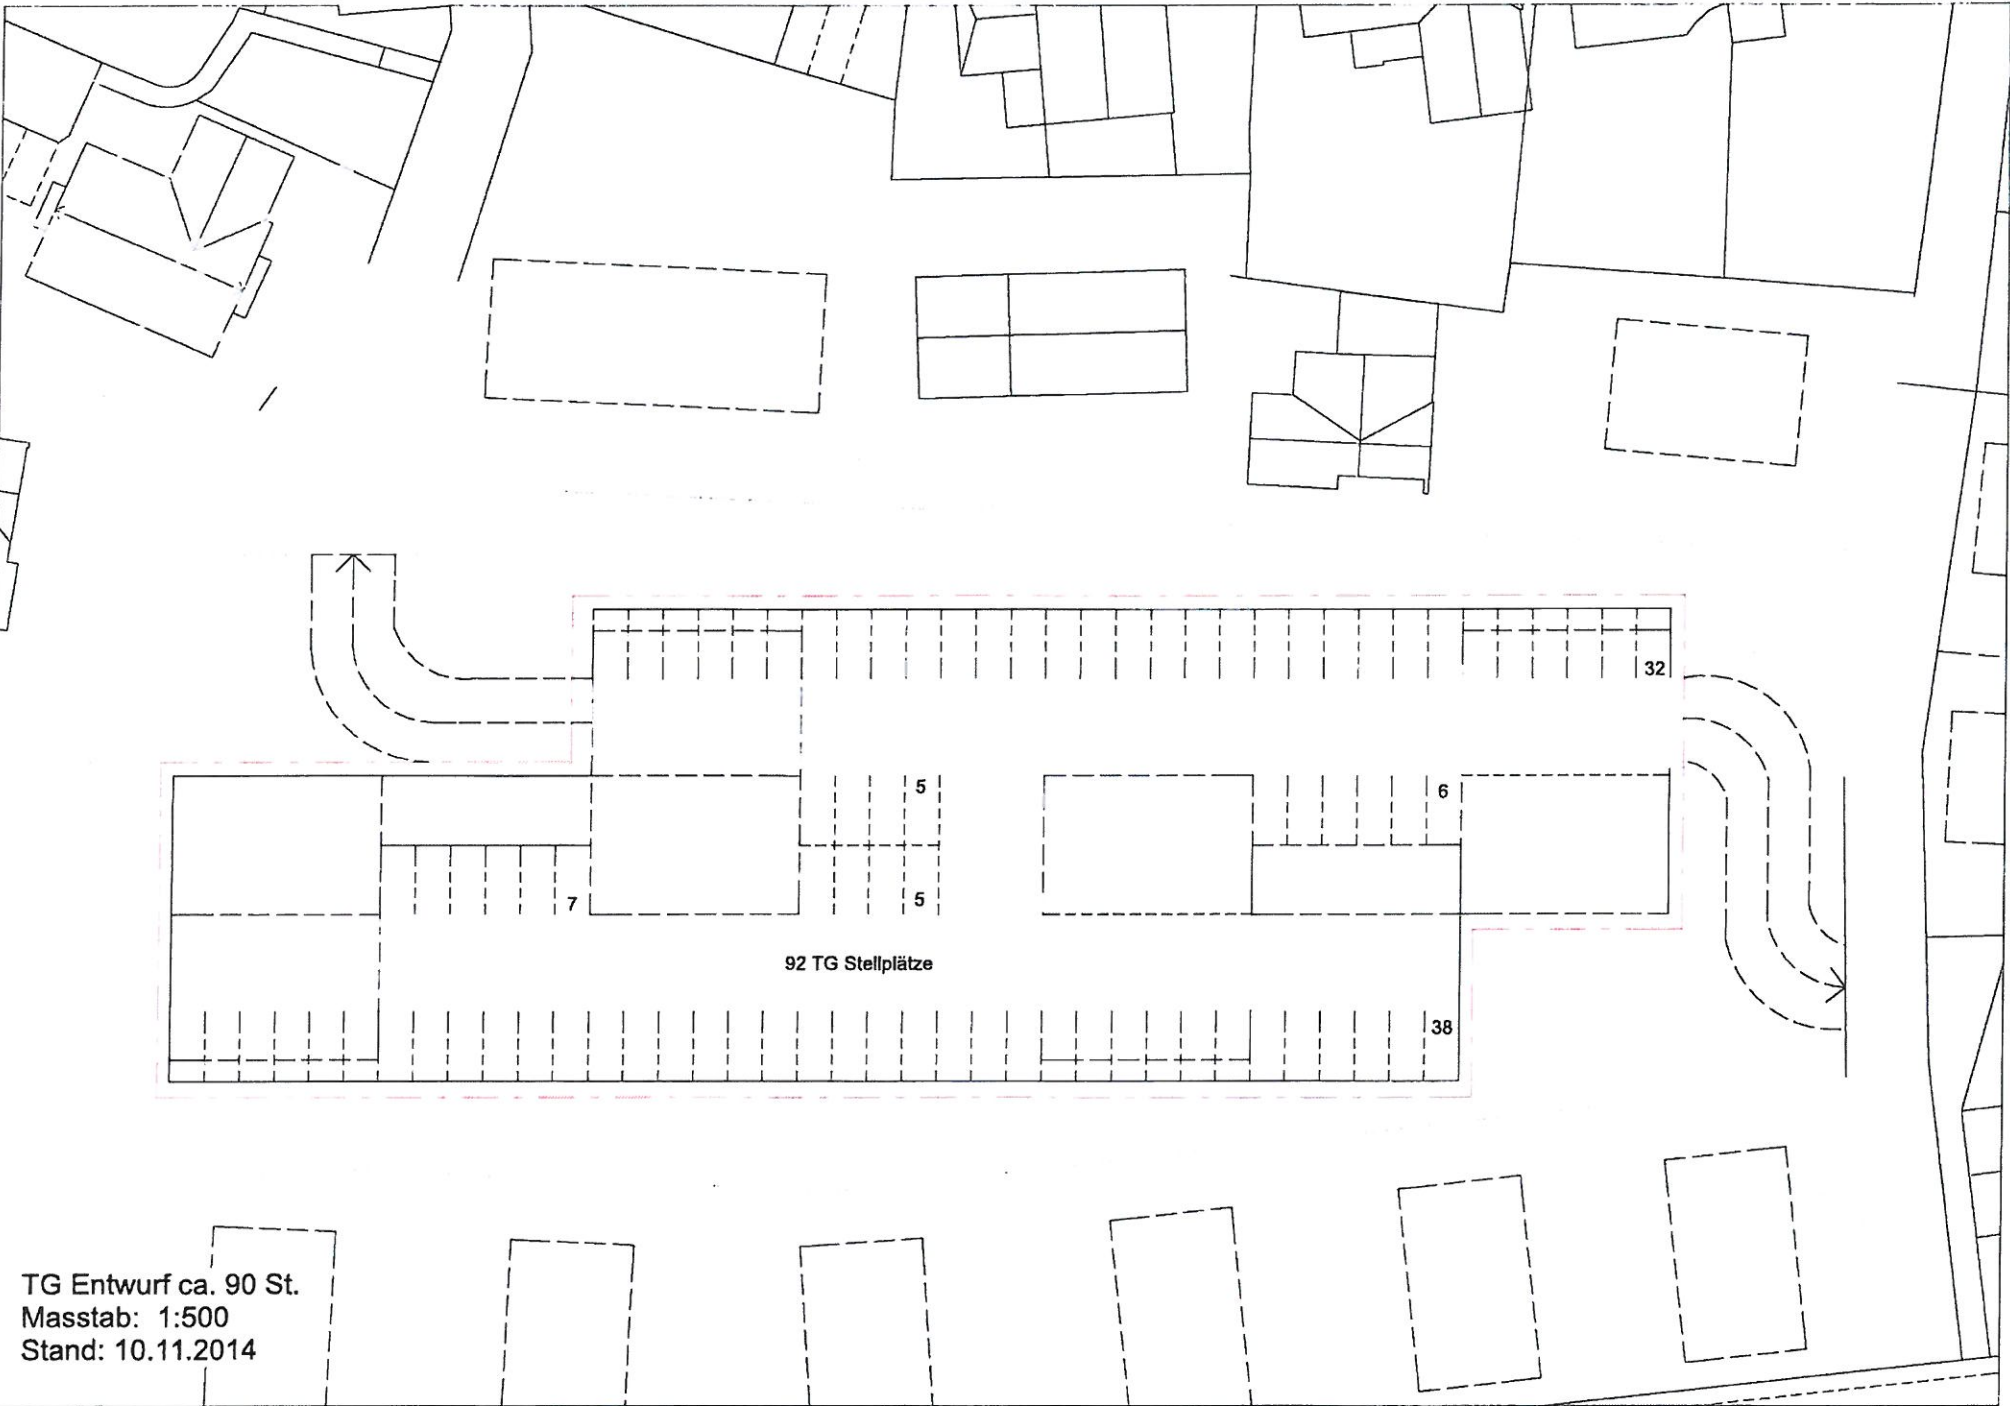 32
5
6
7
5
92 TG Stellplätze
38
TG Entwurf ca. 90 St.
Masstab: 1:500
Stand: 10.11.2014